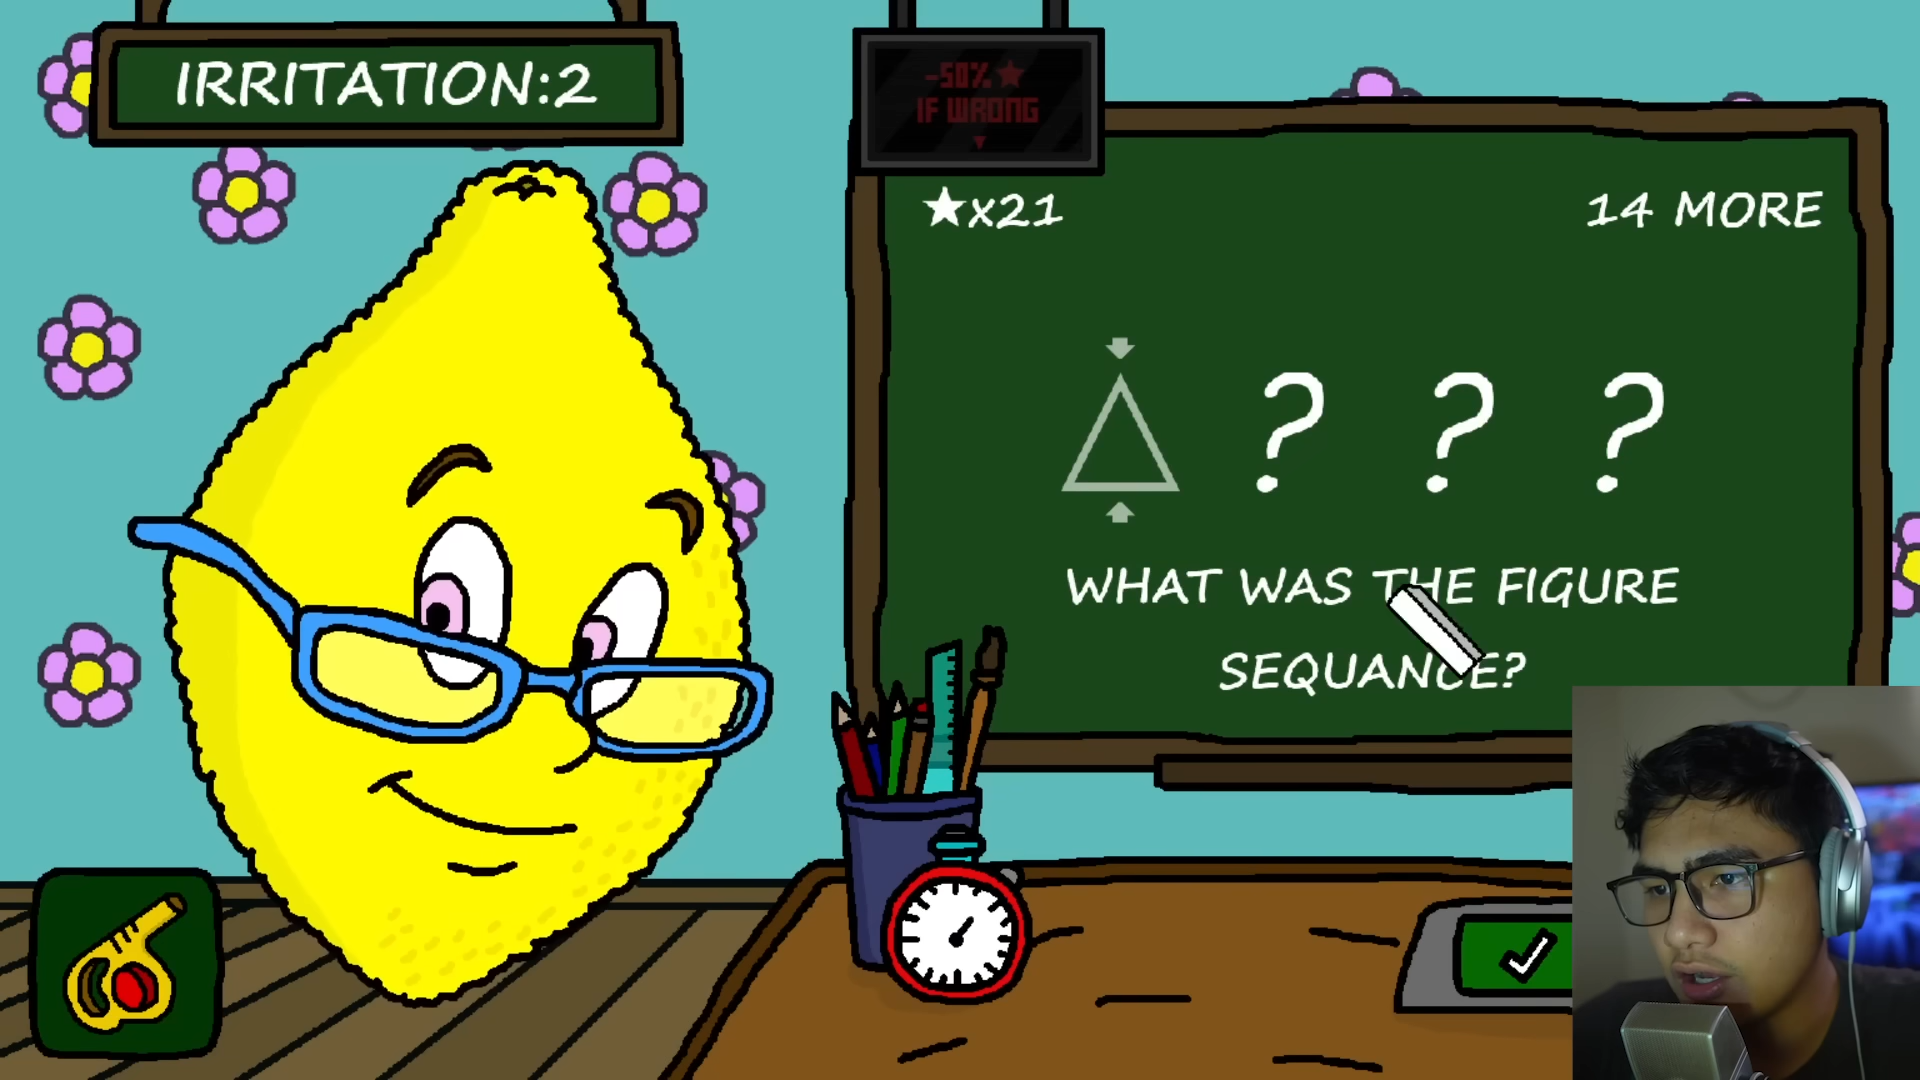 IRRITATION:2
-50%★
IF WRONG
★x21
14 MORE
? ? ?
WHAT WAS THE FIGURE
SEQUANCE?